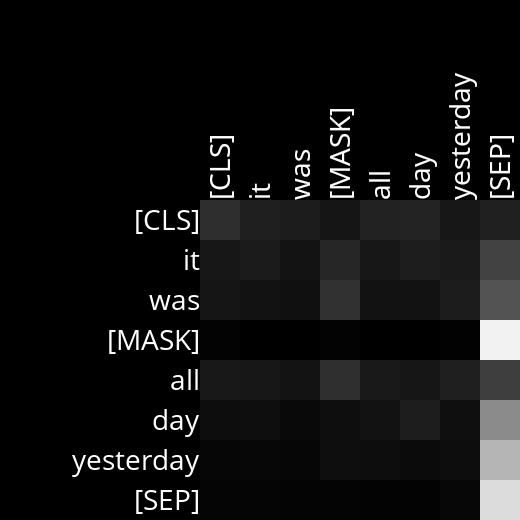 [CLS]
it
was
[MASK]
all
day
yesterday
[SEP]
[CLS]
it
was
[MASK]
all
day
yesterday
[SEP]